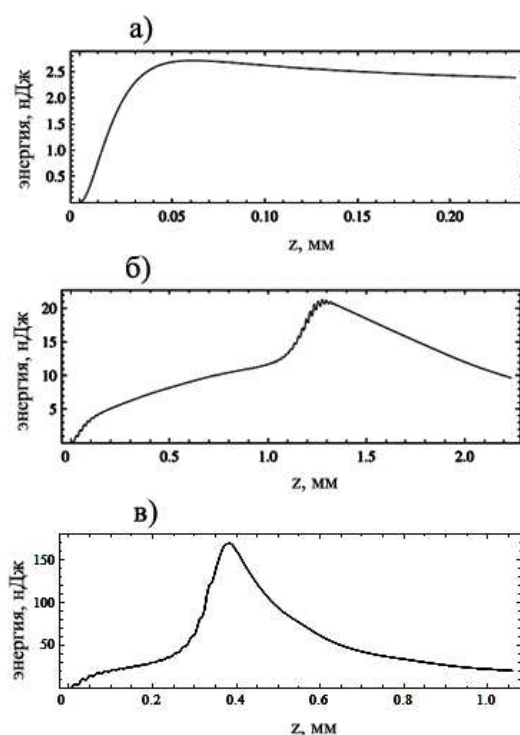 а)
энергия, нДж
2.5
2.0
1.5
1.0
0.5
0 0.05 0.10 0.15 0.20
z, мм
б)
энергия, нДж
20
15
10
5
0 0.5 1.0 1.5 2.0
z, мм
в)
энергия, нДж
150
100
50
0 0.2 0.4 0.6 0.8 1.0
z, мм